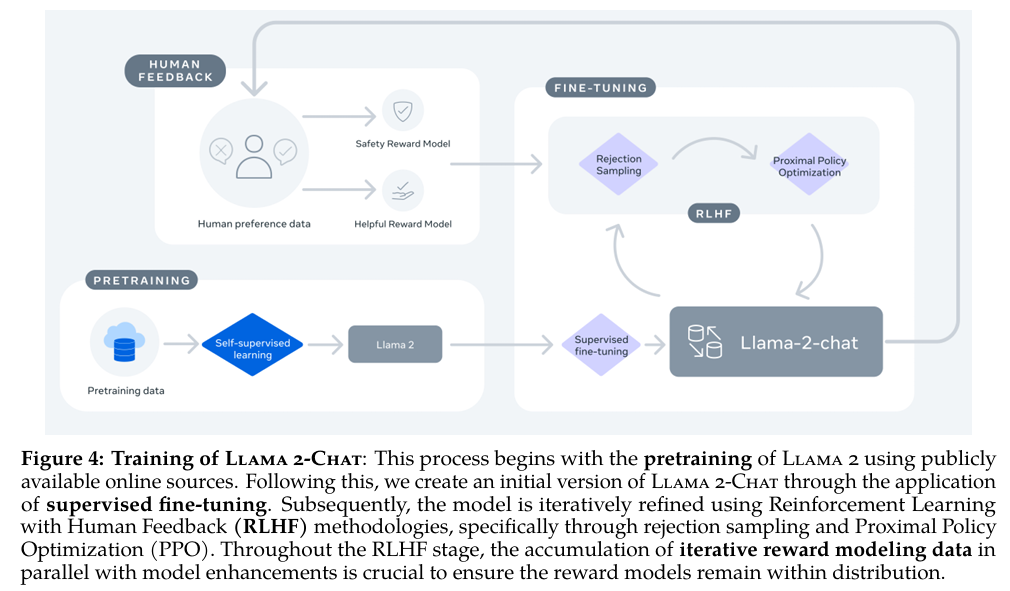 HUMAN
FEEDBACK
Safety Reward Model
Human preference data
Helpful Reward Model
FINE-TUNING
Rejection
Sampling
Proximal Policy
Optimization
RLHF
PRETRAINING
Pretraining data
Self-supervised
learning
Llama 2
Supervised
fine-tuning
Llama-2-chat
Figure 4: Training of Llama 2-Chat: This process begins with the pretraining of Llama 2 using publicly
available online sources. Following this, we create an initial version of Llama 2-Chat through the application
of supervised fine-tuning. Subsequently, the model is iteratively refined using Reinforcement Learning
with Human Feedback (RLHF) methodologies, specifically through rejection sampling and Proximal Policy
Optimization (PPO). Throughout the RLHF stage, the accumulation of iterative reward modeling data in
parallel with model enhancements is crucial to ensure the reward models remain within distribution.